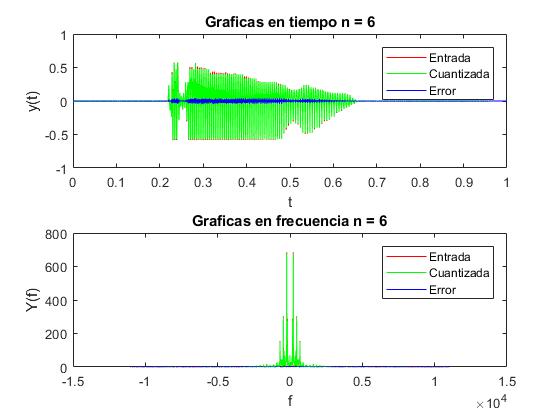 Graficas en tiempo n = 6
1
0.5
0
-0.5
-1
y(t)
Entrada
Cuantizada
Error
0 0.1 0.2 0.3 0.4 0.5 0.6 0.7 0.8 0.9 1
t
Graficas en frecuencia n = 6
800
600
400
200
0
Y(f)
Entrada
Cuantizada
Error
-1.5 -1 -0.5 0 0.5 1 1.5
f
×10^4